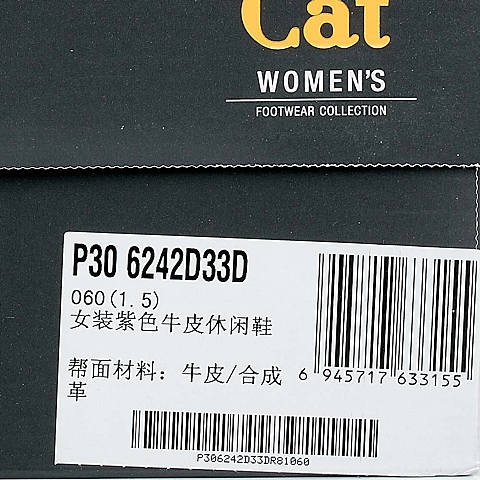 Cat
WOMEN'S
FOOTWEAR COLLECTION
P30 6242D33D
060(1.5)
女装紫色牛皮休闲鞋
帮面材料：牛皮/合成
革
6 945717 633155
P306242D33DR81060